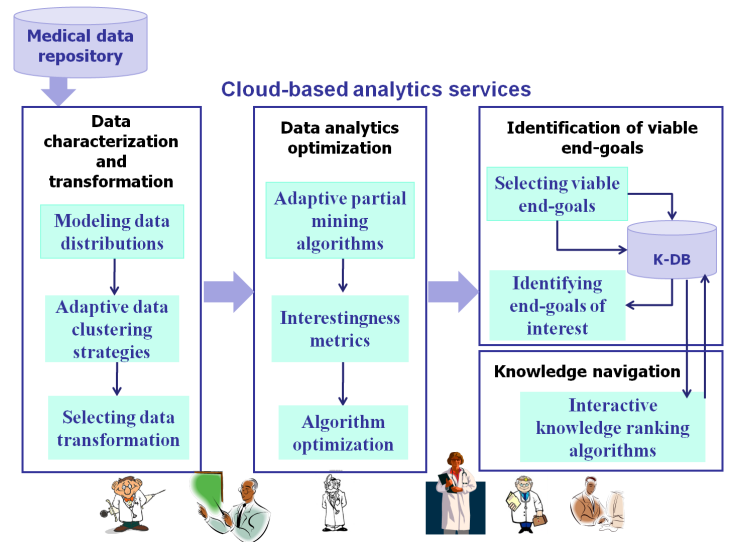 Medical data
repository
Cloud-based analytics services
Data
characterization
and
transformation
Modeling data
distributions
Adaptive data
clustering
strategies
Selecting data
transformation
Data analytics
optimization
Adaptive partial
mining
algorithms
Interestingness
metrics
Algorithm
optimization
Identification of viable
end-goals
Selecting viable
end-goals
K-DB
Identifying
end-goals of
interest
Knowledge navigation
Interactive
knowledge ranking
algorithms